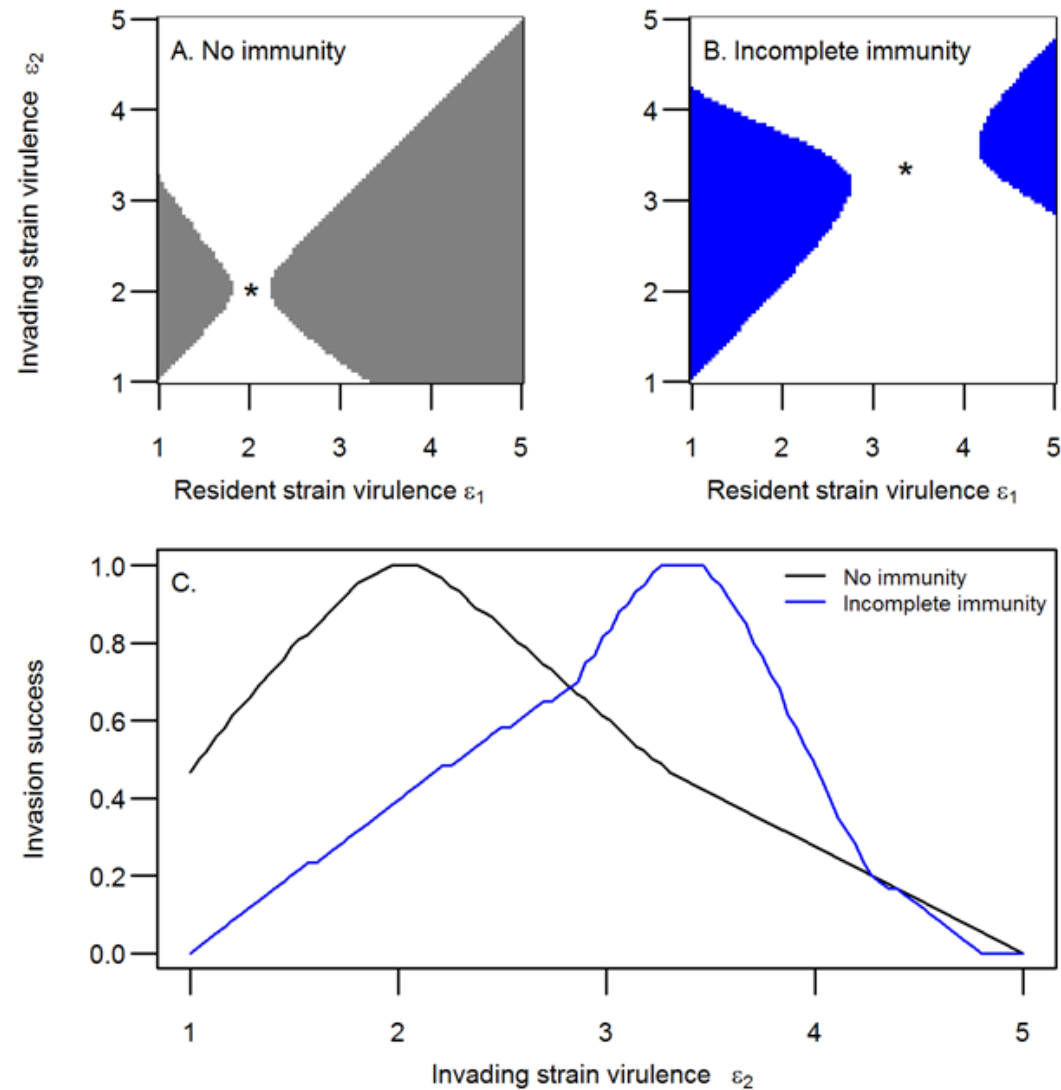 A. No immunity
Invading strain virulence ε₂
5
4
3
2
1
1 2 3 4 5
Resident strain virulence ε₁
*
B. Incomplete immunity
5
4
3
2
1
1 2 3 4 5
Resident strain virulence ε₁
*
C.
No immunity
Incomplete immunity
Invasion success
1.0
0.8
0.6
0.4
0.2
0.0
1 2 3 4 5
Invading strain virulence ε₂